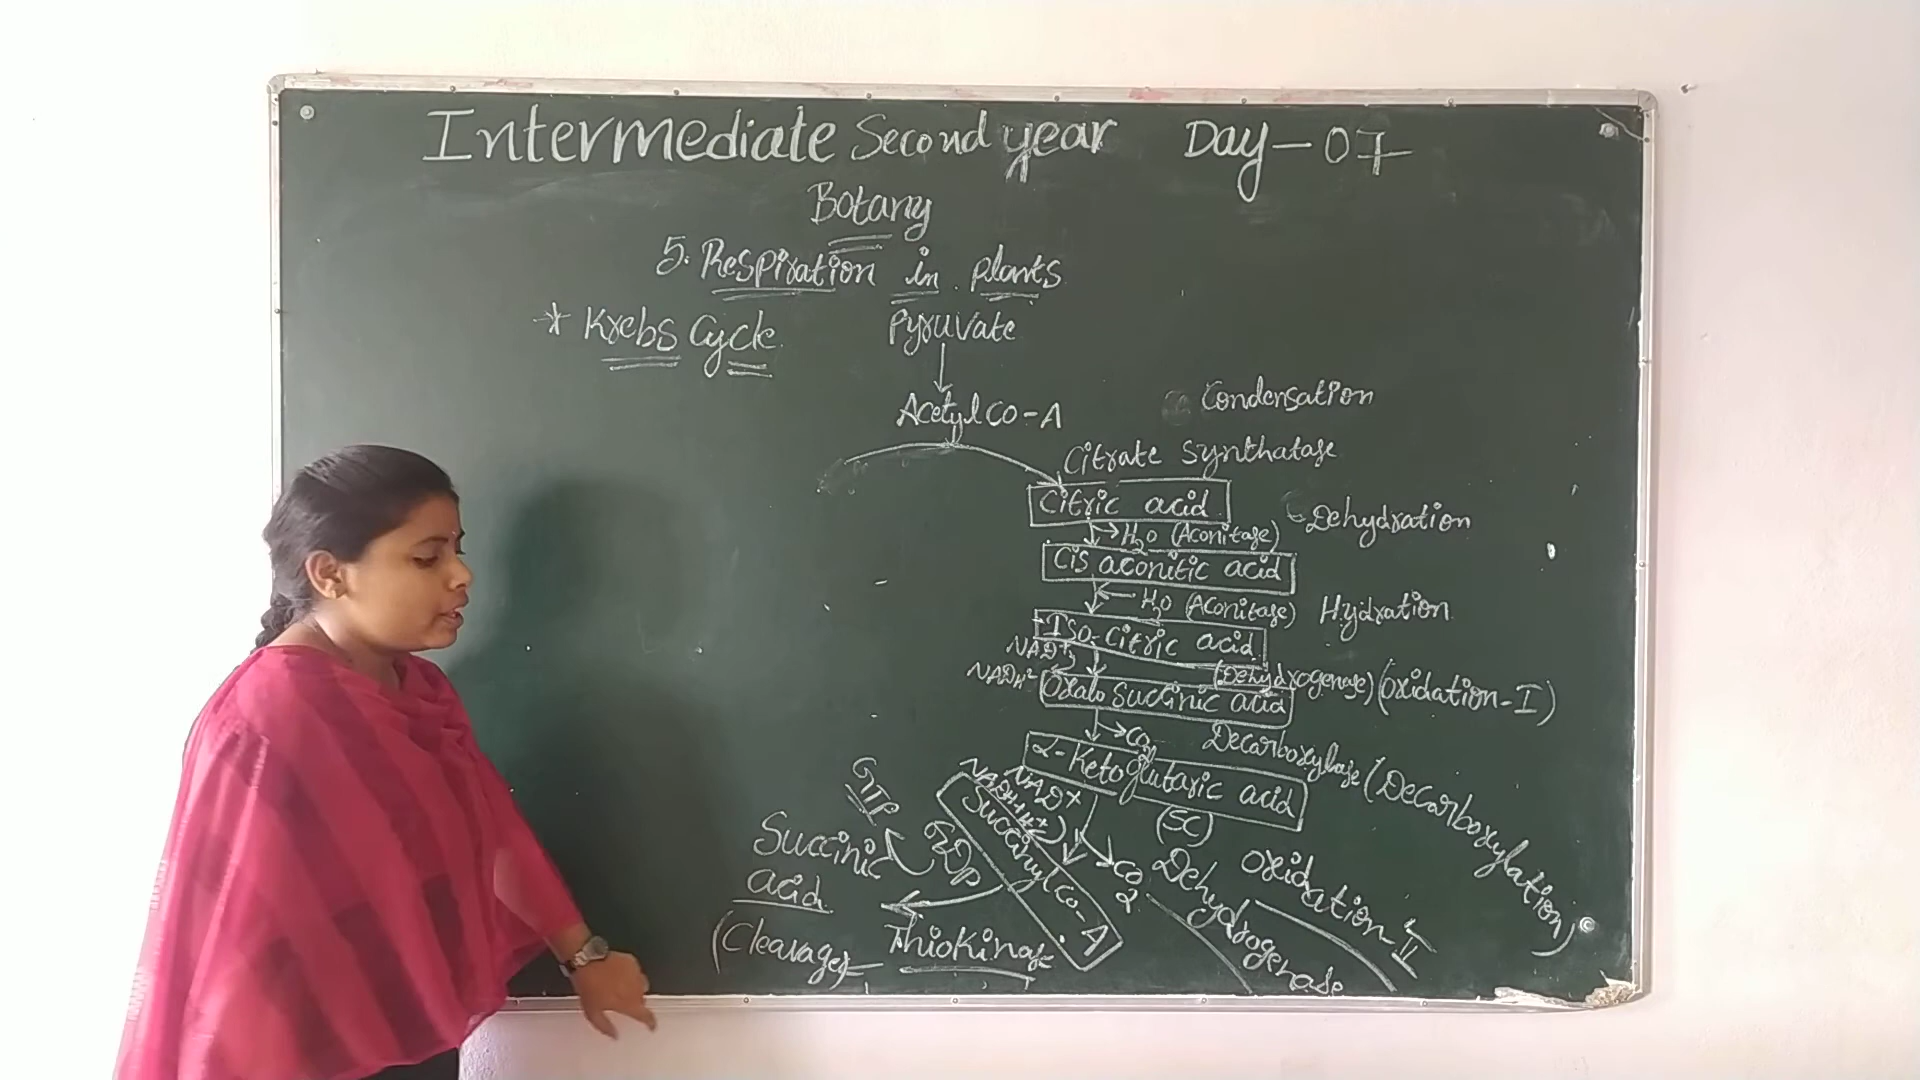 Intermediate Second year Day-07
Botany
5. Respiration in plants
* Krebs Cycle
Pyruvate
Acetyl Co-A
Condensation
Citrate Synthatase
Citric acid
H2O (Aconitase) Dehydration
Cis aconitic acid
H2O (Aconitase) Hydration
Iso-Citric acid
NAD+
NADH2
(Dehydrogenase) (Oxidation-I)
Oxalo Succinic acid
CO2 Decarboxylase (Decarboxylation)
α-Ketoglutaric acid
(5C)
NAD+
NADH+H+
CO2
Dehydrogenase
Oxidation-II
Succinyl Co-A
GDP
GTP
Thiokinase
Succinic
acid
(Cleavage)